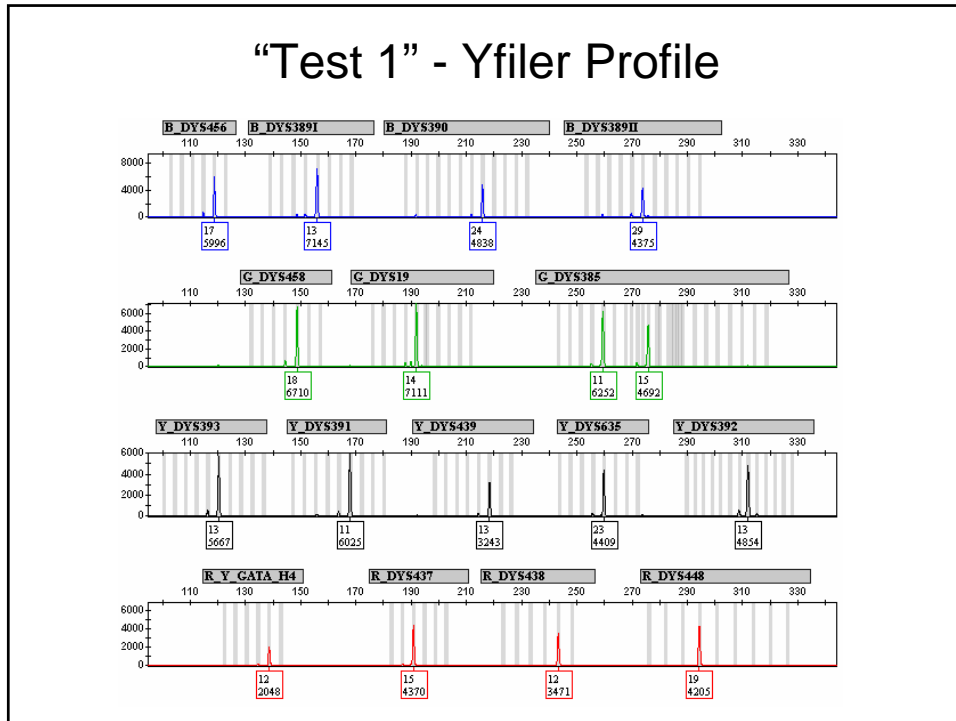 “Test 1” - Yfiler Profile
B_DYS456 B_DYS389I B_DYS390 B_DYS389II
110 150 170 190 210 230 250 270 290 330
8000
4000
0
17 13 24 29
5996 7145 4838 4375
G_DYS458 G_DYS19 G_DYS385
110 130 150 170 190 210 230 250 270 290 330
6000
4000
2000
0
18 14 11 15
6710 7111 6252 4692
Y_DYS393 Y_DYS391 Y_DYS439 Y_DYS635 Y_DYS392
110 130 150 170 190 210 230 250 270 290 310 330
6000
4000
2000
0
13 11 13 23 13
5667 6025 3243 4409 4854
R_Y_GATA_H4 R_DYS437 R_DYS438 R_DYS448
110 130 150 170 190 210 230 250 270 290 330
6000
4000
2000
0
12 15 12 19
2048 4370 3471 4205